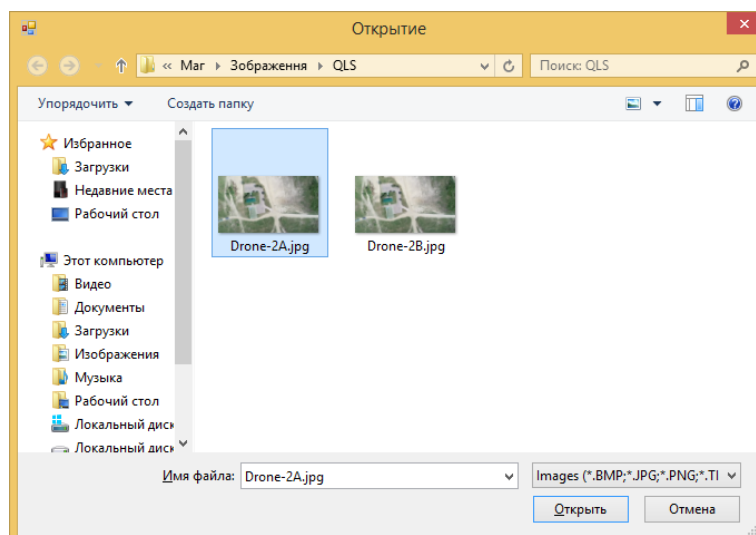 Открытие
« Маг Зображення QLS
Поиск: QLS
Упорядочить Создать папку
Избранное
Загрузки
Недавние места
Рабочий стол
Этот компьютер
Видео
Документы
Загрузки
Изображения
Музыка
Рабочий стол
Локальный диск
Локальный диск
Drone-2A.jpg
Drone-2B.jpg
Имя файла: Drone-2A.jpg
Images (*.BMP;*.JPG;*.PNG;*.TI
Открыть Отмена